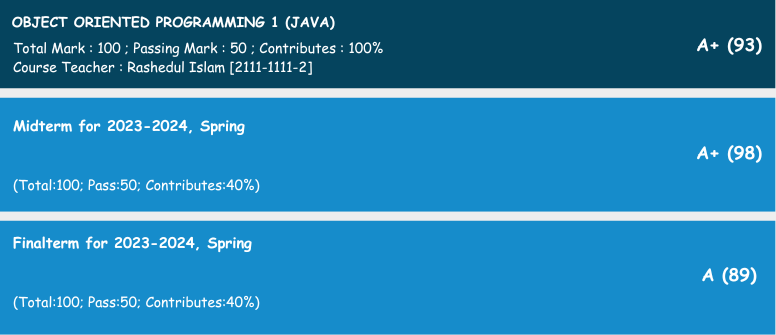 OBJECT ORIENTED PROGRAMMING 1 (JAVA)
Total Mark : 100 ; Passing Mark : 50 ; Contributes : 100%
Course Teacher : Rashedul Islam [2111-1111-2]
A+ (93)
Midterm for 2023-2024, Spring
A+ (98)
(Total:100; Pass:50; Contributes:40%)
Finalterm for 2023-2024, Spring
A (89)
(Total:100; Pass:50; Contributes:40%)